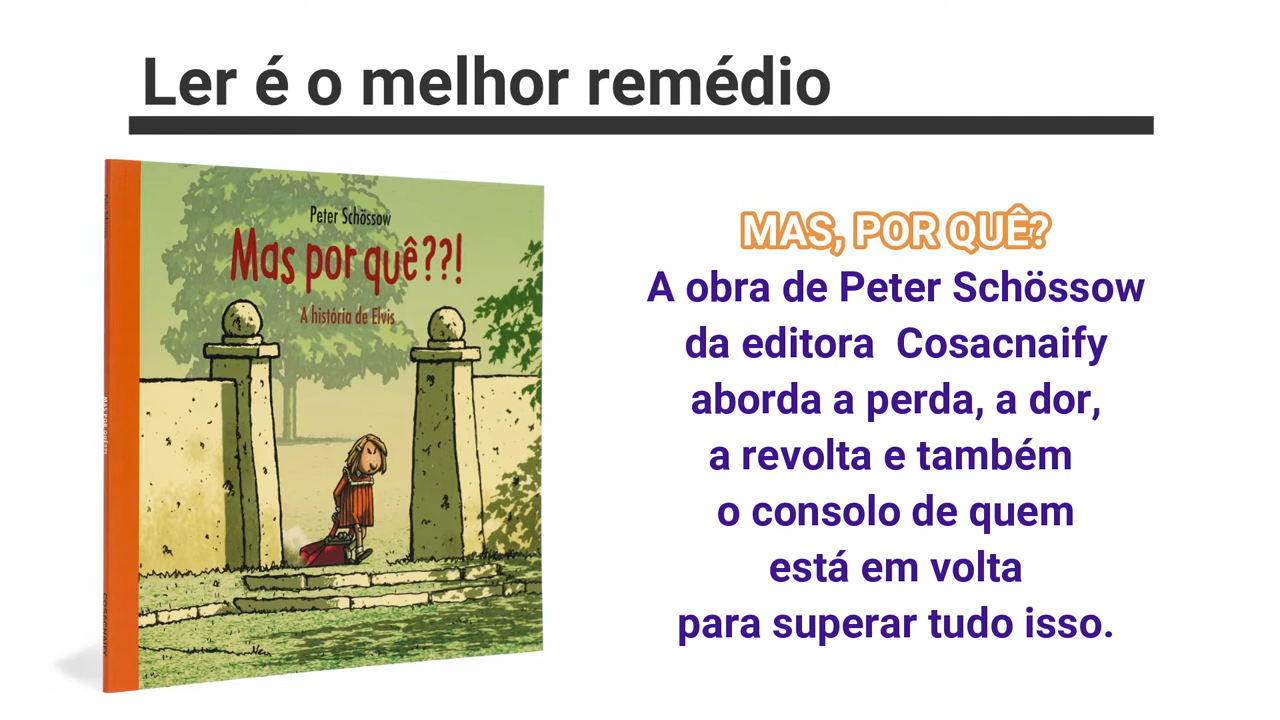 Ler é o melhor remédio
Peter Schössow
Mas por quê??!
A história de Elvis
COSACNAIFY
MAS, POR QUÊ?
A obra de Peter Schössow
da editora Cosacnaify
aborda a perda, a dor,
a revolta e também
o consolo de quem
está em volta
para superar tudo isso.